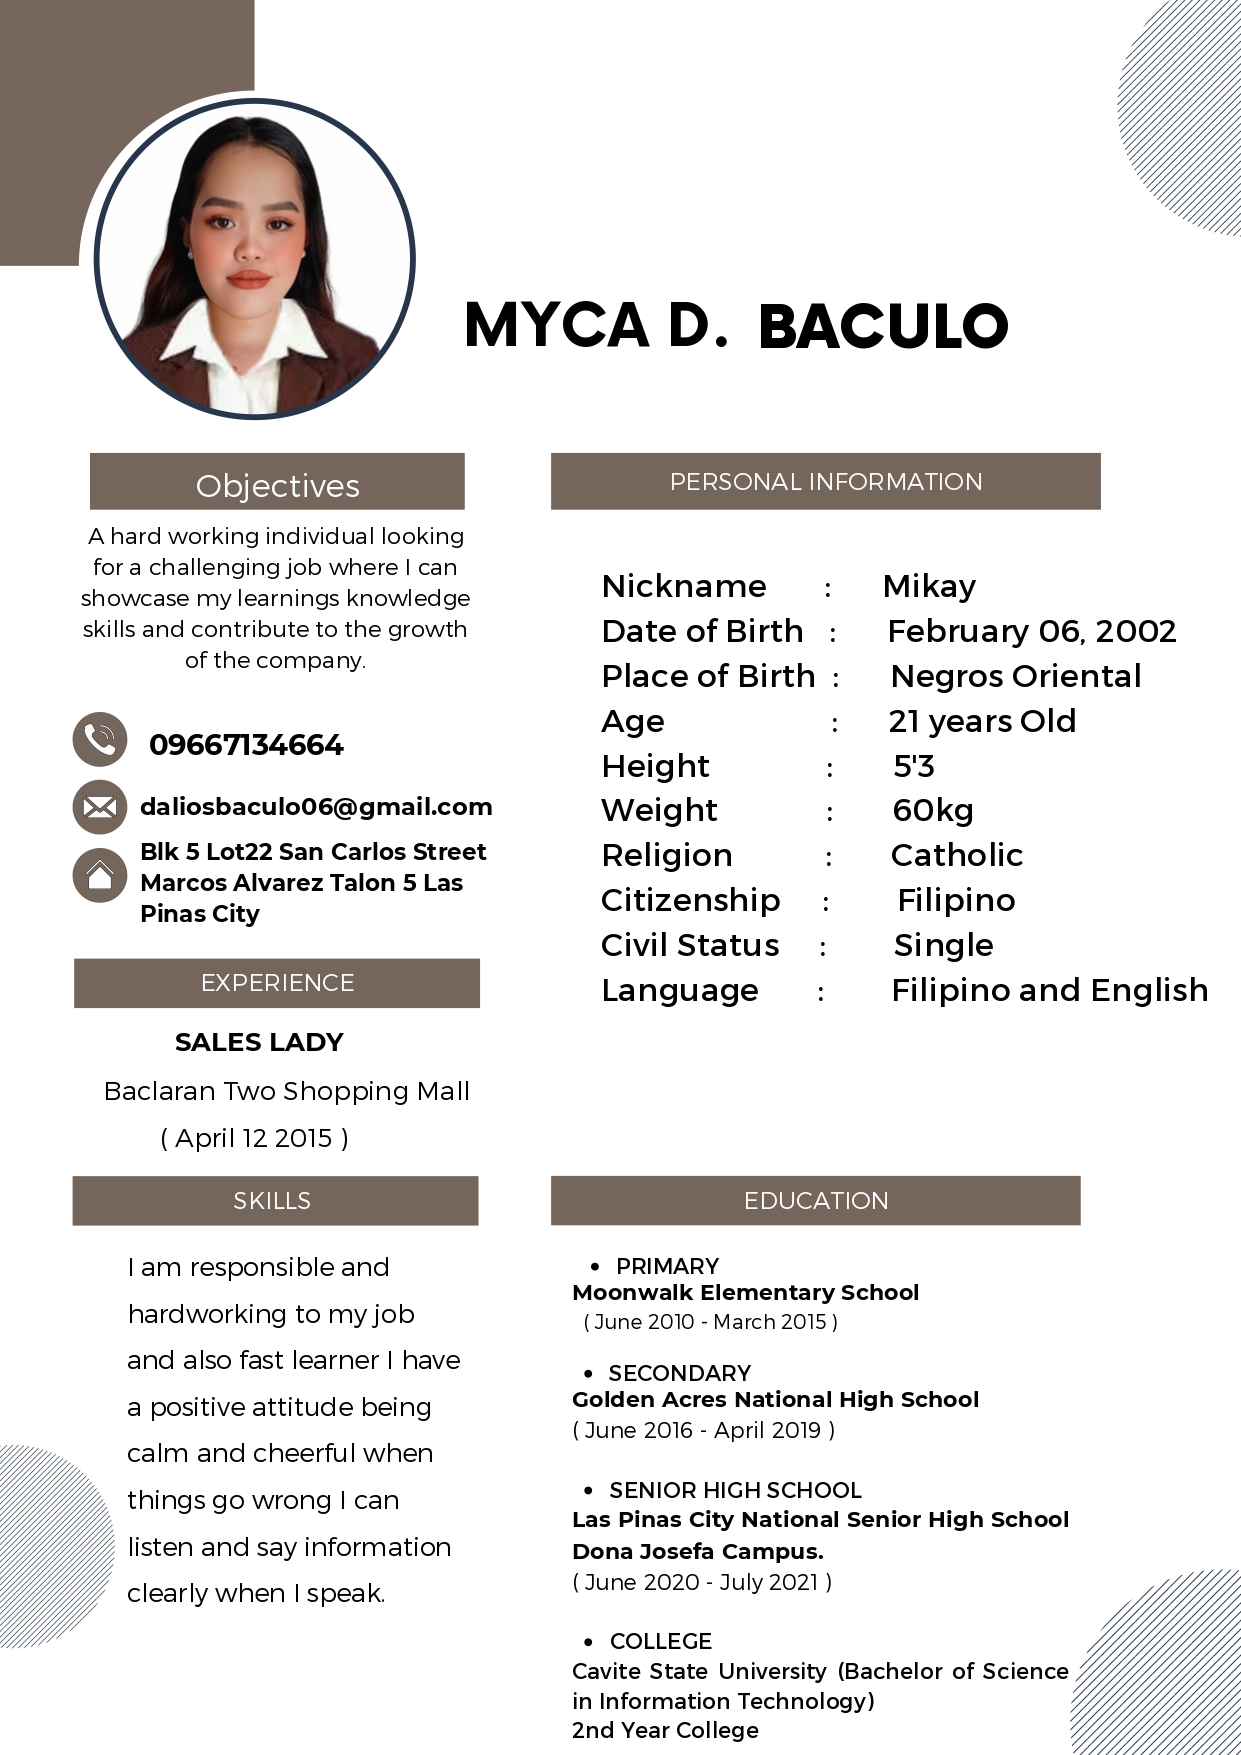 MYCA D. BACULO
Objectives
A hard working individual looking
for a challenging job where I can
showcase my learnings knowledge
skills and contribute to the growth
of the company.
09667134664
daliosbaculo06@gmail.com
Blk 5 Lot22 San Carlos Street
Marcos Alvarez Talon 5 Las
Pinas City
EXPERIENCE
SALES LADY
Baclaran Two Shopping Mall
( April 12 2015 )
SKILLS
I am responsible and
hardworking to my job
and also fast learner I have
a positive attitude being
calm and cheerful when
things go wrong I can
listen and say information
clearly when I speak.
PERSONAL INFORMATION
Nickname : Mikay
Date of Birth : February 06, 2002
Place of Birth : Negros Oriental
Age : 21 years Old
Height : 5'3
Weight : 60kg
Religion : Catholic
Citizenship : Filipino
Civil Status : Single
Language : Filipino and English
EDUCATION
• PRIMARY
Moonwalk Elementary School
( June 2010 - March 2015 )
• SECONDARY
Golden Acres National High School
( June 2016 - April 2019 )
• SENIOR HIGH SCHOOL
Las Pinas City National Senior High School
Dona Josefa Campus.
( June 2020 - July 2021 )
• COLLEGE
Cavite State University (Bachelor of Science
in Information Technology)
2nd Year College